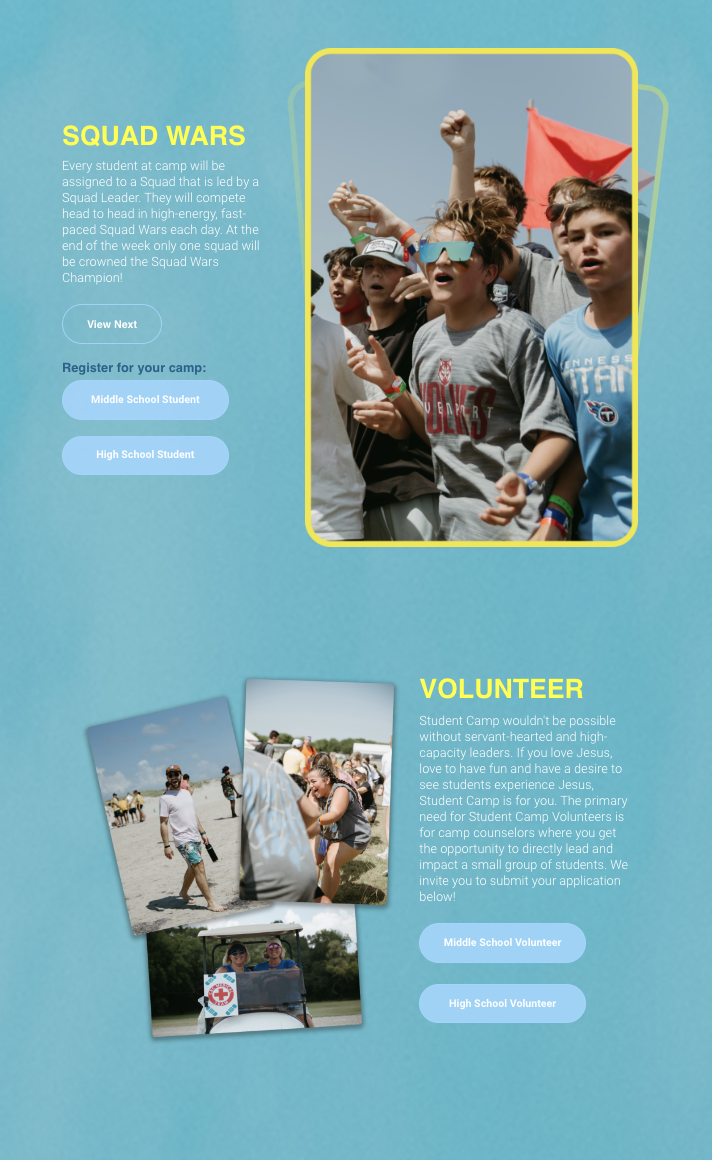 SQUAD WARS
Every student at camp will be
assigned to a Squad that is led by a
Squad Leader. They will compete
head to head in high-energy, fast-
paced Squad Wars each day. At the
end of the week only one squad will
be crowned the Squad Wars
Champion!
View Next
Register for your camp:
Middle School Student
High School Student
WOLVES
DEVENPORT
TENNESSEE
TITANS
VOLUNTEER
Student Camp wouldn't be possible
without servant-hearted and high-
capacity leaders. If you love Jesus,
love to have fun and have a desire to
see students experience Jesus,
Student Camp is for you. The primary
need for Student Camp Volunteers is
for camp counselors where you get
the opportunity to directly lead and
impact a small group of students. We
invite you to submit your application
below!
MEDICAL
TEAM
Middle School Volunteer
High School Volunteer